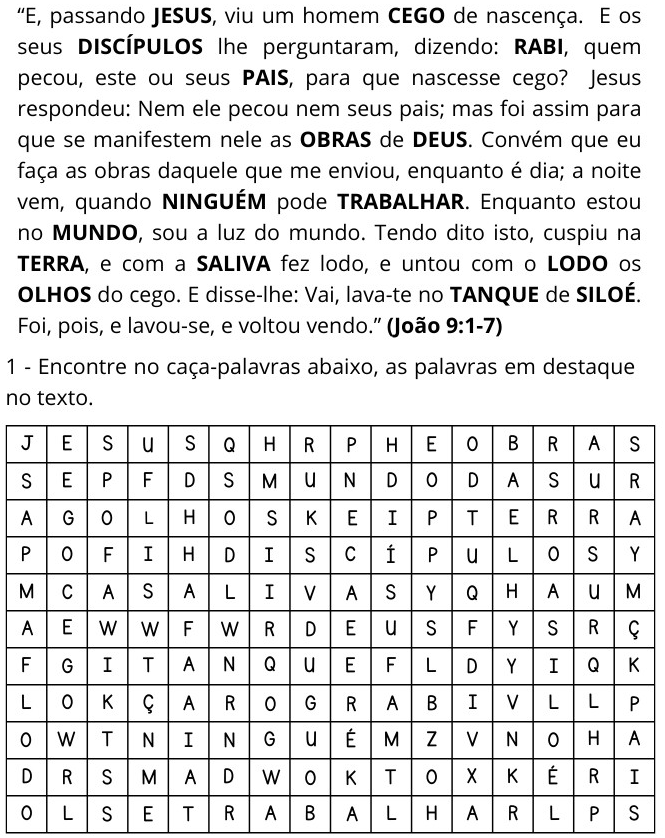 “E, passando JESUS, viu um homem CEGO de nascença. E os
seus DISCÍPULOS lhe perguntaram, dizendo: RABI, quem
pecou, este ou seus PAIS, para que nascesse cego? Jesus
respondeu: Nem ele pecou nem seus pais; mas foi assim para
que se manifestem nele as OBRAS de DEUS. Convém que eu
faça as obras daquele que me enviou, enquanto é dia; a noite
vem, quando NINGUÉM pode TRABALHAR. Enquanto estou
no MUNDO, sou a luz do mundo. Tendo dito isto, cuspiu na
TERRA, e com a SALIVA fez lodo, e untou com o LODO os
OLHOS do cego. E disse-lhe: Vai, lava-te no TANQUE de SILOÉ.
Foi, pois, e lavou-se, e voltou vendo.” (João 9:1-7)
1 - Encontre no caça-palavras abaixo, as palavras em destaque
no texto.
J E S U S Q H R P H E O B R A S
S E P F D S M U N D O D A S U R
A G O L H O S K E I P T E R R A
P O F I H D I S C Í P U L O S Y
M C A S A L I V A S Y Q H A U M
A E W W F W R D E U S F Y S R Ç
F G I T A N Q U E F L D Y I Q K
L O K Ç A R O G R A B I V L L P
O W T N I N G U É M Z V N O H A
D R S M A D W O K T O X K É R I
O L S E T R A B A L H A R L P S